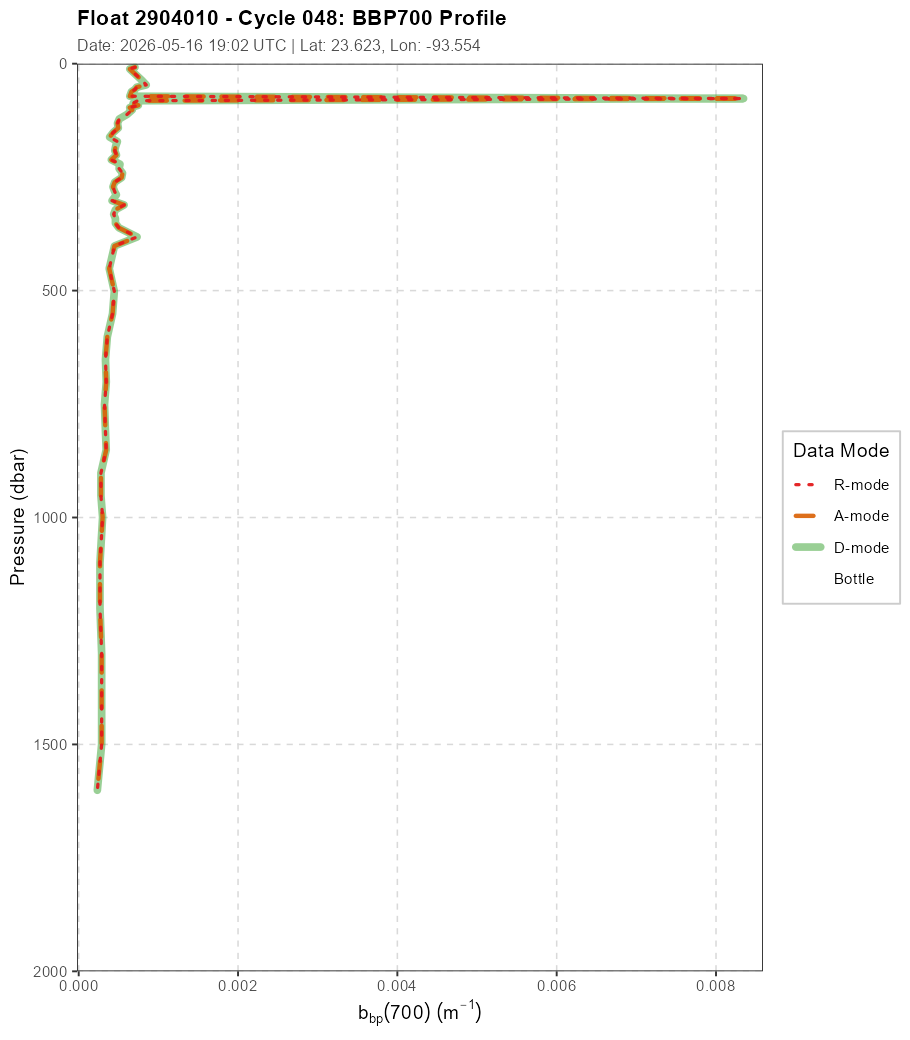 Float 2904010 - Cycle 048: BBP700 Profile
Date: 2026-05-16 19:02 UTC | Lat: 23.623, Lon: -93.554
0
500
1000
1500
2000
Pressure (dbar)
0.000 0.002 0.004 0.006 0.008
b_bp(700) (m⁻¹)
Data Mode
R-mode
A-mode
D-mode
Bottle